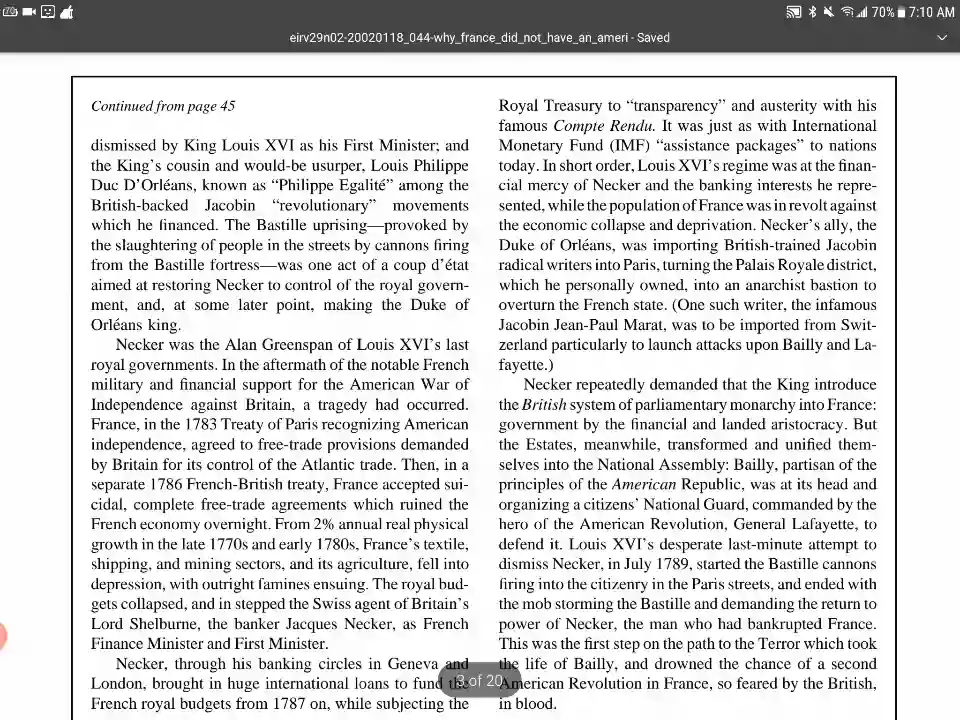 70% 7:10 AM
eirv29n02-20020118_044-why_france_did_not_have_an_ameri - Saved
Continued from page 45
dismissed by King Louis XVI as his First Minister; and
the King's cousin and would-be usurper, Louis Philippe
Duc D'Orléans, known as “Philippe Egalité” among the
British-backed Jacobin “revolutionary” movements
which he financed. The Bastille uprising—provoked by
the slaughtering of people in the streets by cannons firing
from the Bastille fortress—was one act of a coup d'état
aimed at restoring Necker to control of the royal govern-
ment, and, at some later point, making the Duke of
Orléans king.
Necker was the Alan Greenspan of Louis XVI's last
royal governments. In the aftermath of the notable French
military and financial support for the American War of
Independence against Britain, a tragedy had occurred.
France, in the 1783 Treaty of Paris recognizing American
independence, agreed to free-trade provisions demanded
by Britain for its control of the Atlantic trade. Then, in a
separate 1786 French-British treaty, France accepted sui-
cidal, complete free-trade agreements which ruined the
French economy overnight. From 2% annual real physical
growth in the late 1770s and early 1780s, France's textile,
shipping, and mining sectors, and its agriculture, fell into
depression, with outright famines ensuing. The royal bud-
gets collapsed, and in stepped the Swiss agent of Britain's
Lord Shelburne, the banker Jacques Necker, as French
Finance Minister and First Minister.
Necker, through his banking circles in Geneva and
London, brought in huge international loans to fund the
French royal budgets from 1787 on, while subjecting the
Royal Treasury to “transparency” and austerity with his
famous Compte Rendu. It was just as with International
Monetary Fund (IMF) “assistance packages” to nations
today. In short order, Louis XVI's regime was at the finan-
cial mercy of Necker and the banking interests he repre-
sented, while the population of France was in revolt against
the economic collapse and deprivation. Necker's ally, the
Duke of Orléans, was importing British-trained Jacobin
radical writers into Paris, turning the Palais Royale district,
which he personally owned, into an anarchist bastion to
overturn the French state. (One such writer, the infamous
Jacobin Jean-Paul Marat, was to be imported from Swit-
zerland particularly to launch attacks upon Bailly and La-
fayette.)
Necker repeatedly demanded that the King introduce
the British system of parliamentary monarchy into France:
government by the financial and landed aristocracy. But
the Estates, meanwhile, transformed and unified them-
selves into the National Assembly: Bailly, partisan of the
principles of the American Republic, was at its head and
organizing a citizens' National Guard, commanded by the
hero of the American Revolution, General Lafayette, to
defend it. Louis XVI's desperate last-minute attempt to
dismiss Necker, in July 1789, started the Bastille cannons
firing into the citizenry in the Paris streets, and ended with
the mob storming the Bastille and demanding the return to
power of Necker, the man who had bankrupted France.
This was the first step on the path to the Terror which took
the life of Bailly, and drowned the chance of a second
American Revolution in France, so feared by the British,
in blood.
3 of 20